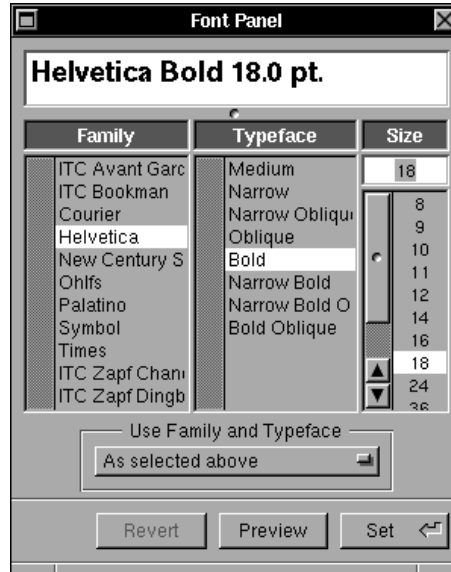 Font Panel
Helvetica Bold 18.0 pt.
Family
Typeface
Size
ITC Avant Garc
ITC Bookman
Courier
Helvetica
New Century S
Ohlfs
Palatino
Symbol
Times
ITC Zapf Chan
ITC Zapf Dingb
Medium
Narrow
Narrow Obliqu
Oblique
Bold
Narrow Bold
Narrow Bold O
Bold Oblique
18
8
9
10
11
12
14
16
18
24
36
Use Family and Typeface
As selected above
Revert
Preview
Set